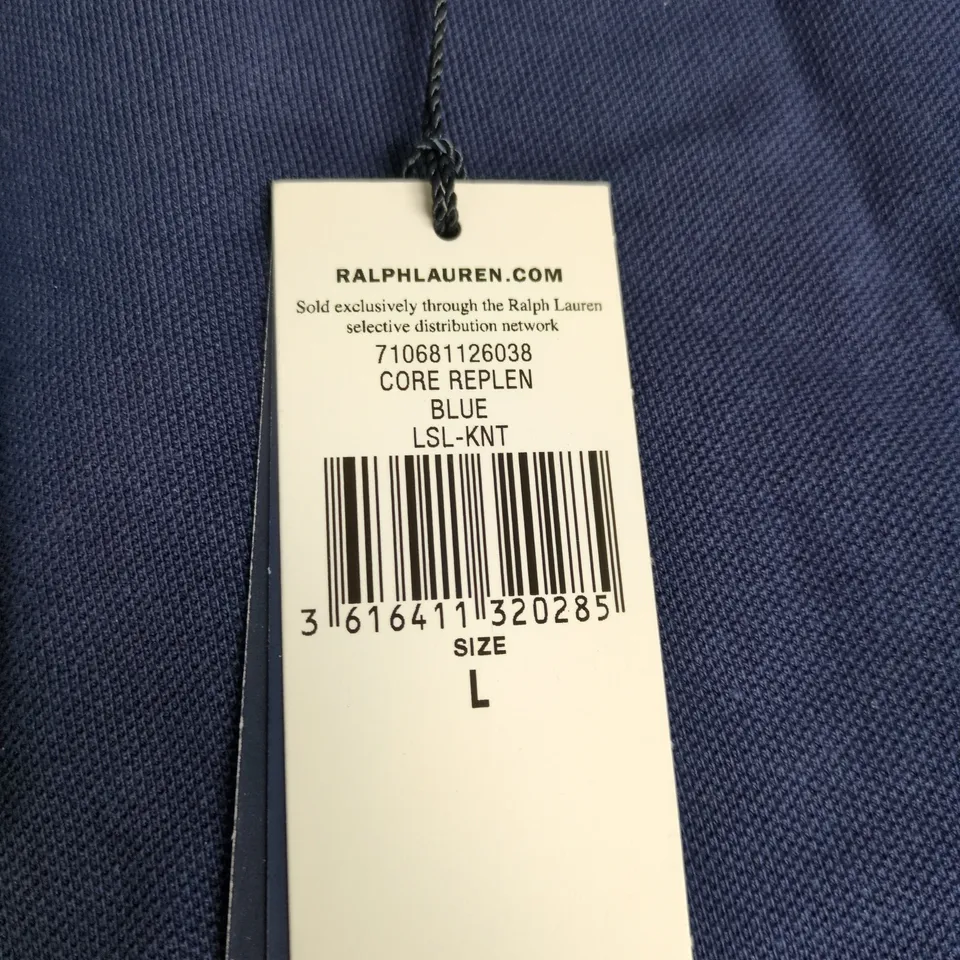 RALPHLAUREN.COM
Sold exclusively through the Ralph Lauren
selective distribution network
710681126038
CORE REPLEN
BLUE
LSL-KNT
3 616411 320285
SIZE
L